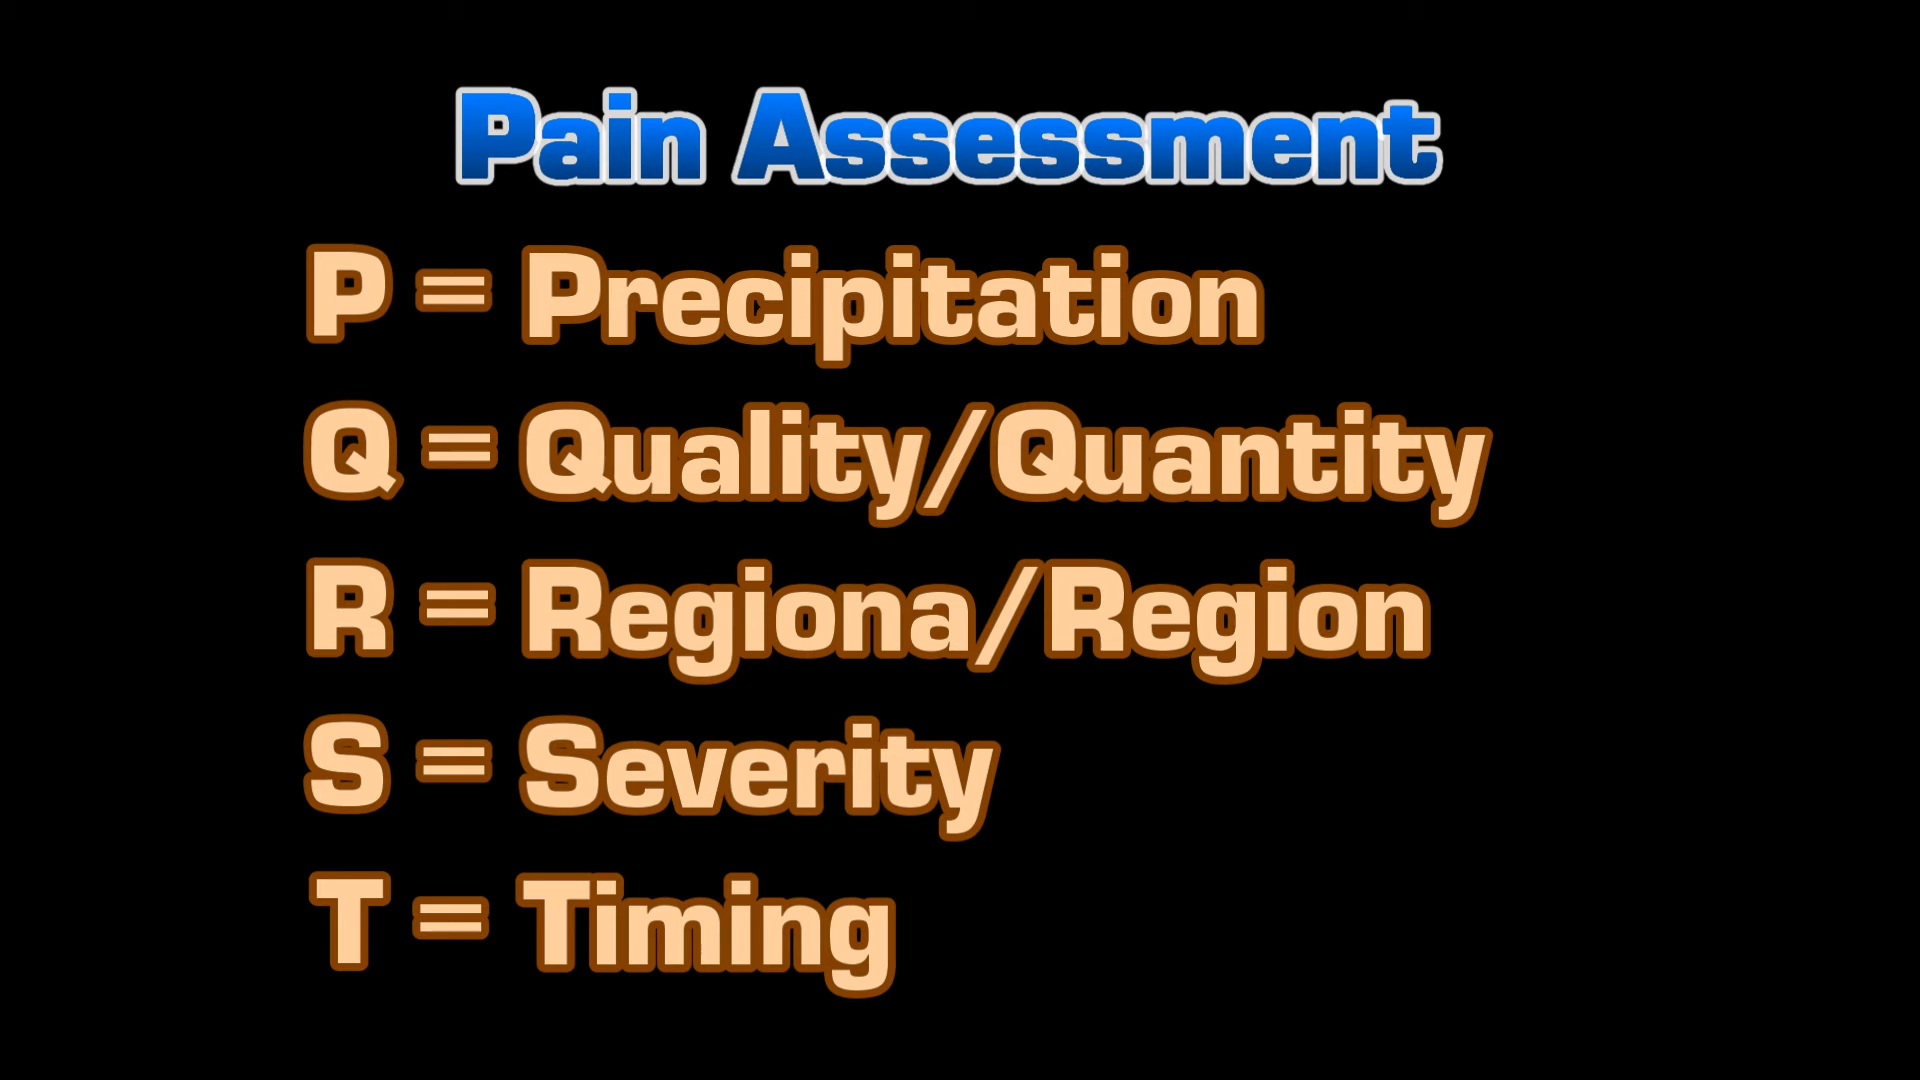 Pain Assessment
P = Precipitation
Q = Quality/Quantity
R = Regiona/Region
S = Severity
T = Timing